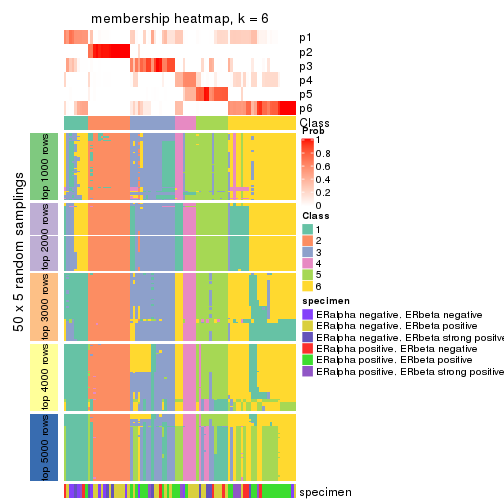 membership heatmap, k = 6
p1
p2
p3
p4
p5
p6
Class
Prob
1
0.8
0.6
0.4
0.2
0
Class
1
2
3
4
5
6
specimen
ERalpha negative. ERbeta negative
ERalpha negative. ERbeta positive
ERalpha negative. ERbeta strong positive
ERalpha positive. ERbeta negative
ERalpha positive. ERbeta positive
ERalpha positive. ERbeta strong positive
50 x 5 random samplings
top 1000 rows
top 2000 rows
top 3000 rows
top 4000 rows
top 5000 rows
specimen